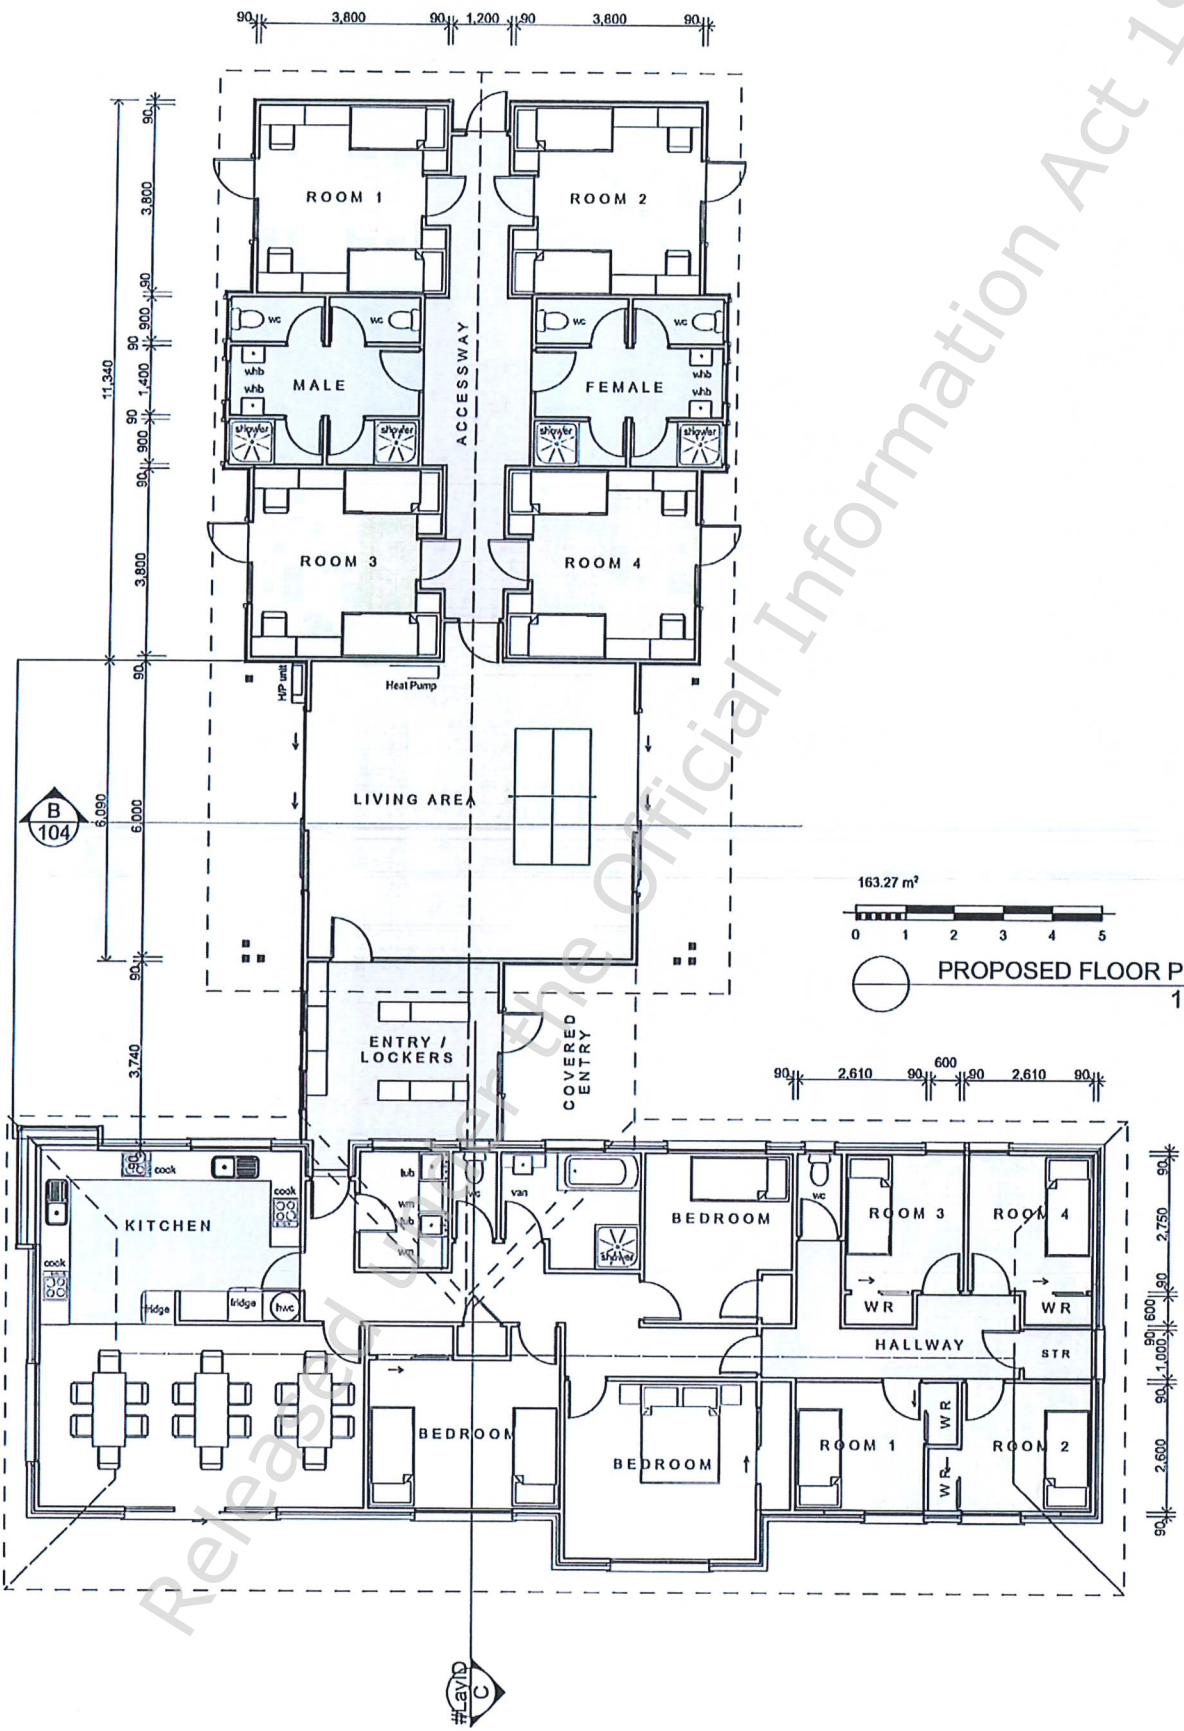 90 3,800 90 1,200 90 3,800 90
90
3,800
90
900
90
1,400
90
900
90
3,800
90
11,340
6,090
6,000
90
3,740
90
ROOM 1
ROOM 2
wc
wc
wc
wc
ACCESSWAY
whb
whb
MALE
FEMALE
whb
whb
shower
shower
shower
shower
ROOM 3
ROOM 4
H/P unit
Heat Pump
LIVING AREA
B
104
163.27 m²
0 1 2 3 4 5
PROPOSED FLOOR P
1
ENTRY /
LOCKERS
COVERED
ENTRY
90 2,610 90 600 90 2,610 90
cook
cook
cook
KITCHEN
fridge
fridge
hwc
tub
wm
tub
wm
wc
van
shower
BEDROOM
wc
ROOM 3
ROOM 4
WR
WR
HALLWAY
STR
BEDROOM
BEDROOM
ROOM 1
WR
WR
ROOM 2
90
2,750
90
600
90
1,000
90
2,600
90
#LayID
C
Released under the Official Information Act